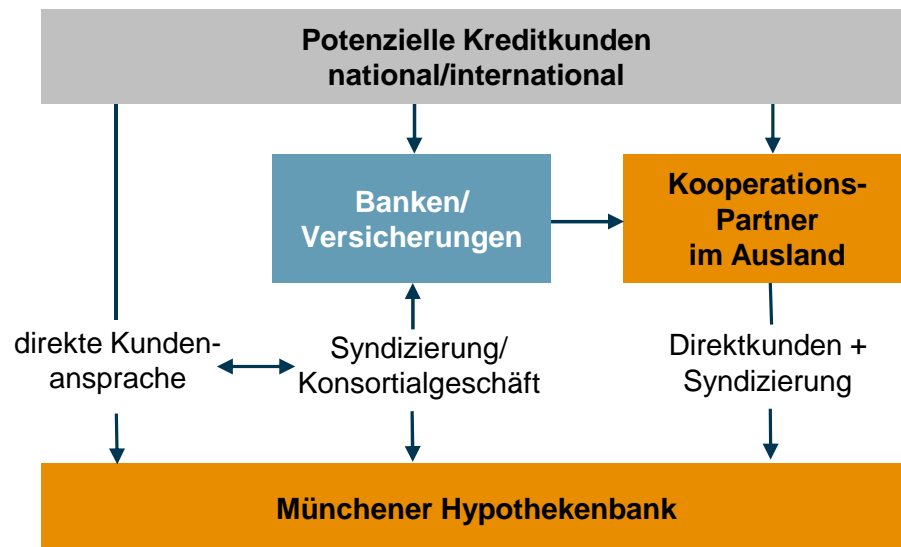 Potenzielle Kreditkunden
national/international
Banken/
Versicherungen
Kooperations-
Partner
im Ausland
direkte Kunden-
ansprache
Syndizierung/
Konsortialgeschäft
Direktkunden +
Syndizierung
Münchener Hypothekenbank